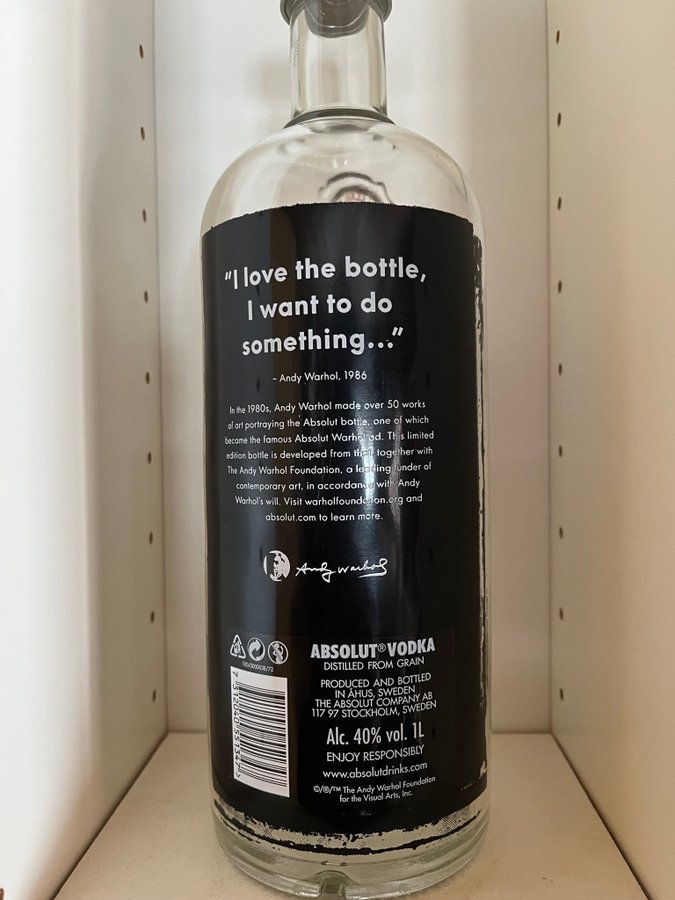 “I love the bottle,
I want to do
something...”
– Andy Warhol, 1986
In the 1980s, Andy Warhol made over 50 works
of art portraying the Absolut bottle, one of which
became the famous Absolut Warhol ad. This limited
edition bottle is developed from that, together with
The Andy Warhol Foundation, a leading funder of
contemporary art, in accordance with Andy
Warhol's will. Visit warholfoundation.org and
absolut.com to learn more.
Andy Warhol
ABSOLUT® VODKA
DISTILLED FROM GRAIN
PRODUCED AND BOTTLED
IN ÅHUS, SWEDEN
THE ABSOLUT COMPANY AB
117 97 STOCKHOLM, SWEDEN
Alc. 40% vol. 1L
ENJOY RESPONSIBLY
www.absolutdrinks.com
©/®/™ The Andy Warhol Foundation
for the Visual Arts, Inc.